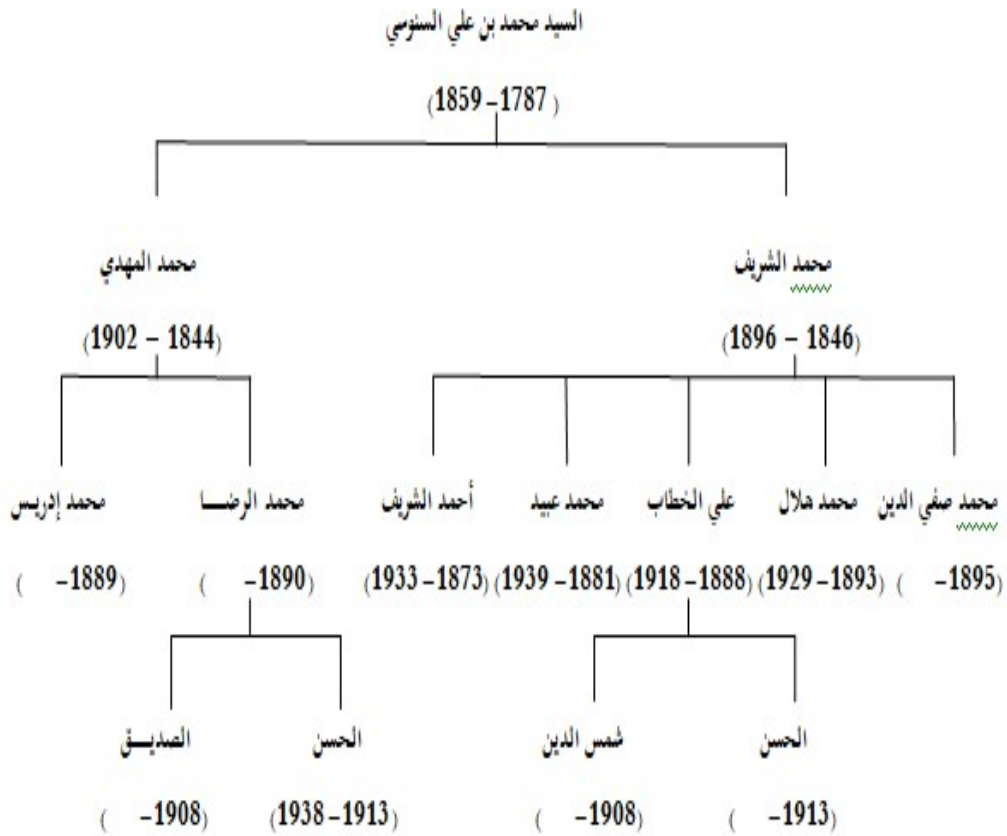 السيد محمد بن علي السنوسي
(1787– 1859)
محمد الشريف محمد المهدي
(1846 – 1896) (1844 – 1902)
محمد صفي الدين محمد هلال علي الخطاب محمد عبيد أحمد الشريف محمد الرضـــا محمد إدريس
(1895– ) (1893– 1929) (1888– 1918) (1881– 1939) (1873– 1933) (1890– ) (1889– )
الحسن شمس الدين الحسن الصديـــق
(1913– ) (1908– ) (1913– 1938) (1908– )